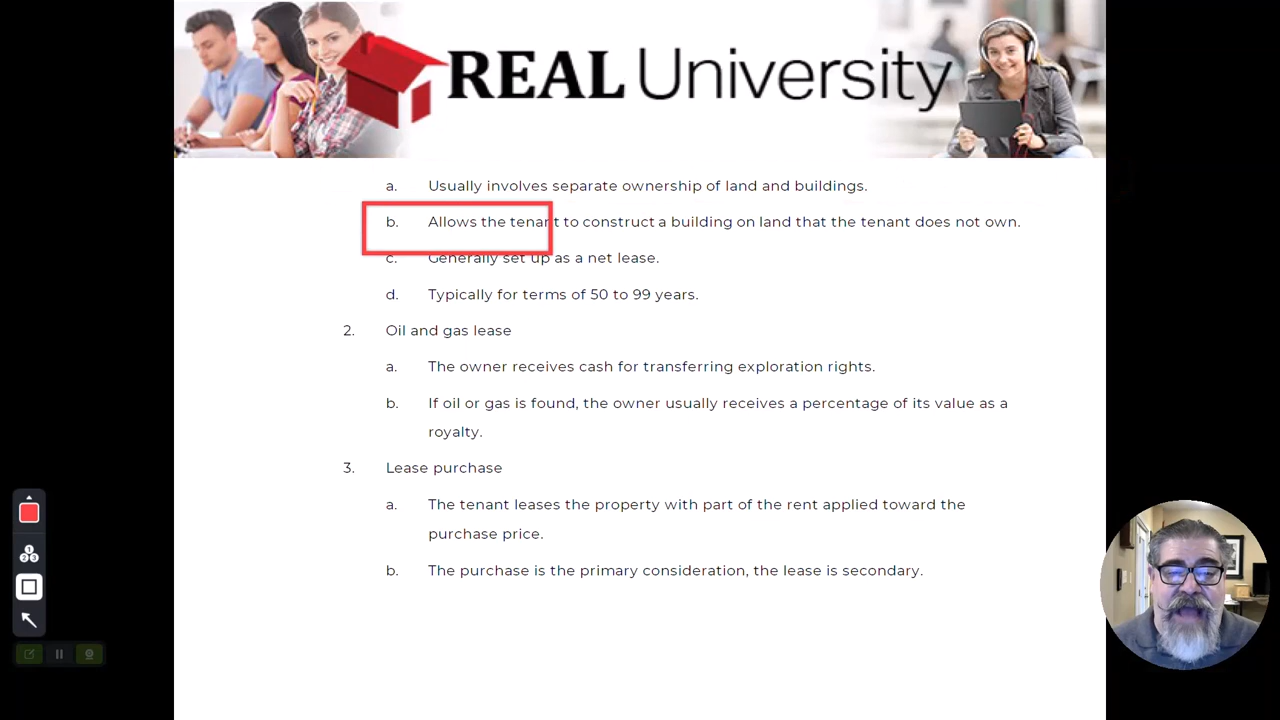 REAL University
a. Usually involves separate ownership of land and buildings.
b. Allows the tenant to construct a building on land that the tenant does not own.
c. Generally set up as a net lease.
d. Typically for terms of 50 to 99 years.
2. Oil and gas lease
a. The owner receives cash for transferring exploration rights.
b. If oil or gas is found, the owner usually receives a percentage of its value as a
royalty.
3. Lease purchase
a. The tenant leases the property with part of the rent applied toward the
purchase price.
b. The purchase is the primary consideration, the lease is secondary.